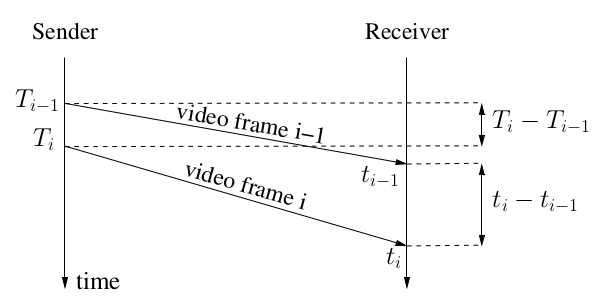 Sender
Receiver
T_{i−1}
video frame i−1
T_i − T_{i−1}
T_i
video frame i
t_{i−1}
t_i − t_{i−1}
t_i
time